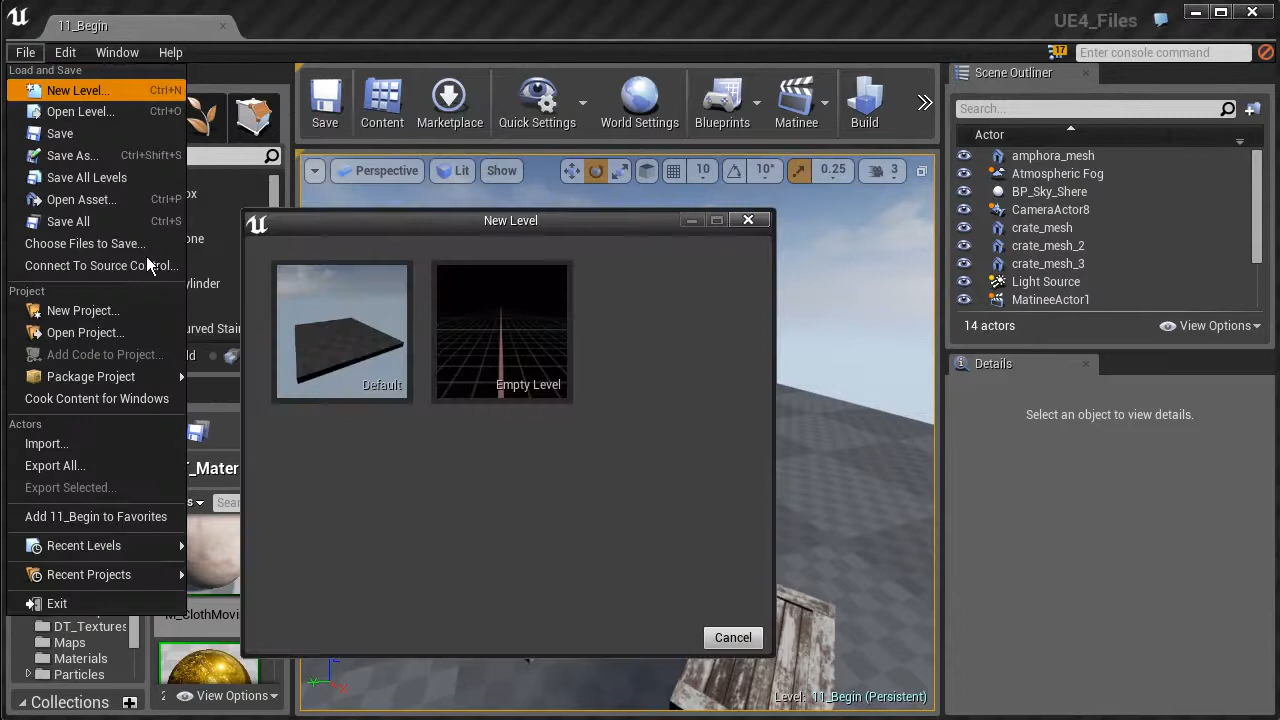 11_Begin
UE4_Files
File
Edit
Window
Help
17
Enter console command
Load and Save
New Level... Ctrl+N
Open Level... Ctrl+O
Save
Save As... Ctrl+Shift+S
Save All Levels
Open Asset... Ctrl+P
Save All Ctrl+S
Choose Files to Save...
Connect To Source Control...
Project
New Project...
Open Project...
Add Code to Project...
Package Project
Cook Content for Windows
Actors
Import...
Export All...
Export Selected...
Add 11_Begin to Favorites
Recent Levels
Recent Projects
Exit
DT_Textures
Maps
Materials
Particles
Collections
View Options
Save
Content
Marketplace
Quick Settings
World Settings
Blueprints
Matinee
Build
Perspective
Lit
Show
10
10°
0.25
3
New Level
Default
Empty Level
Cancel
Level: 11_Begin (Persistent)
Scene Outliner
Search...
Actor
amphora_mesh
Atmospheric Fog
BP_Sky_Shere
CameraActor8
crate_mesh
crate_mesh_2
crate_mesh_3
Light Source
MatineeActor1
14 actors
View Options
Details
Select an object to view details.